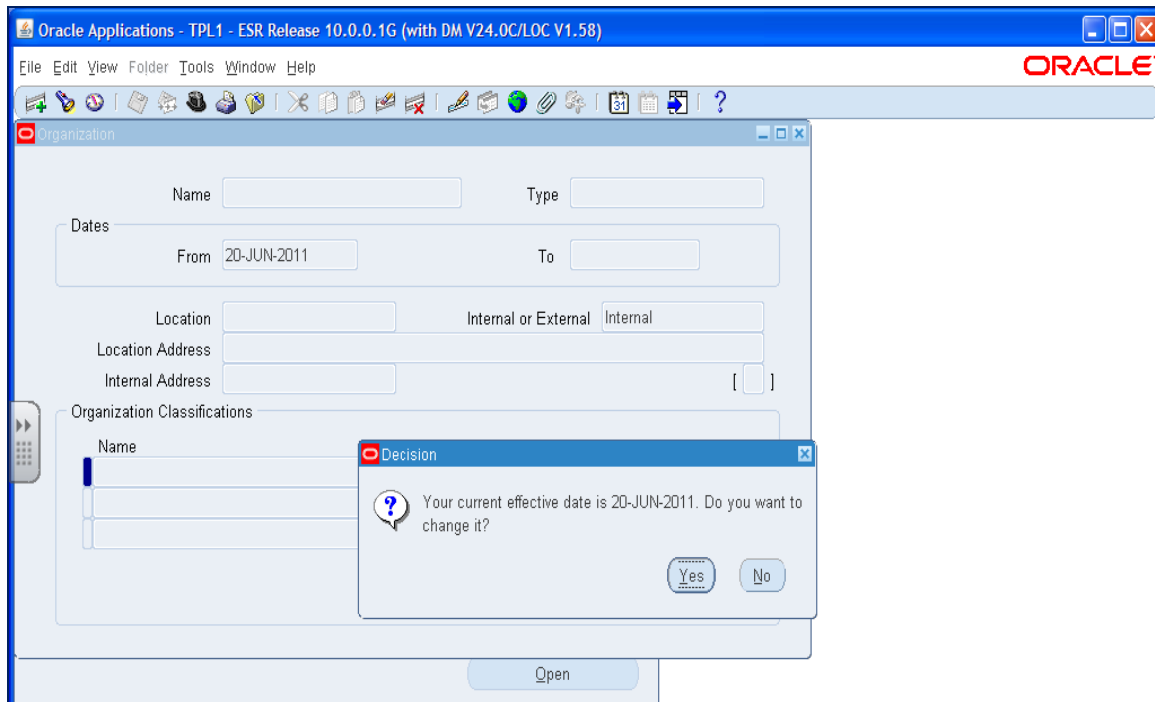 Oracle Applications - TPL1 - ESR Release 10.0.0.1G (with DM V24.0C/LOC V1.58)
File Edit View Folder Tools Window Help
ORACLE
31 ?
Organization
Name Type
Dates
From 20-JUN-2011 To
Location Internal or External Internal
Location Address
Internal Address [ ]
Organization Classifications
Name
Decision
? Your current effective date is 20-JUN-2011. Do you want to
change it?
Yes No
Open